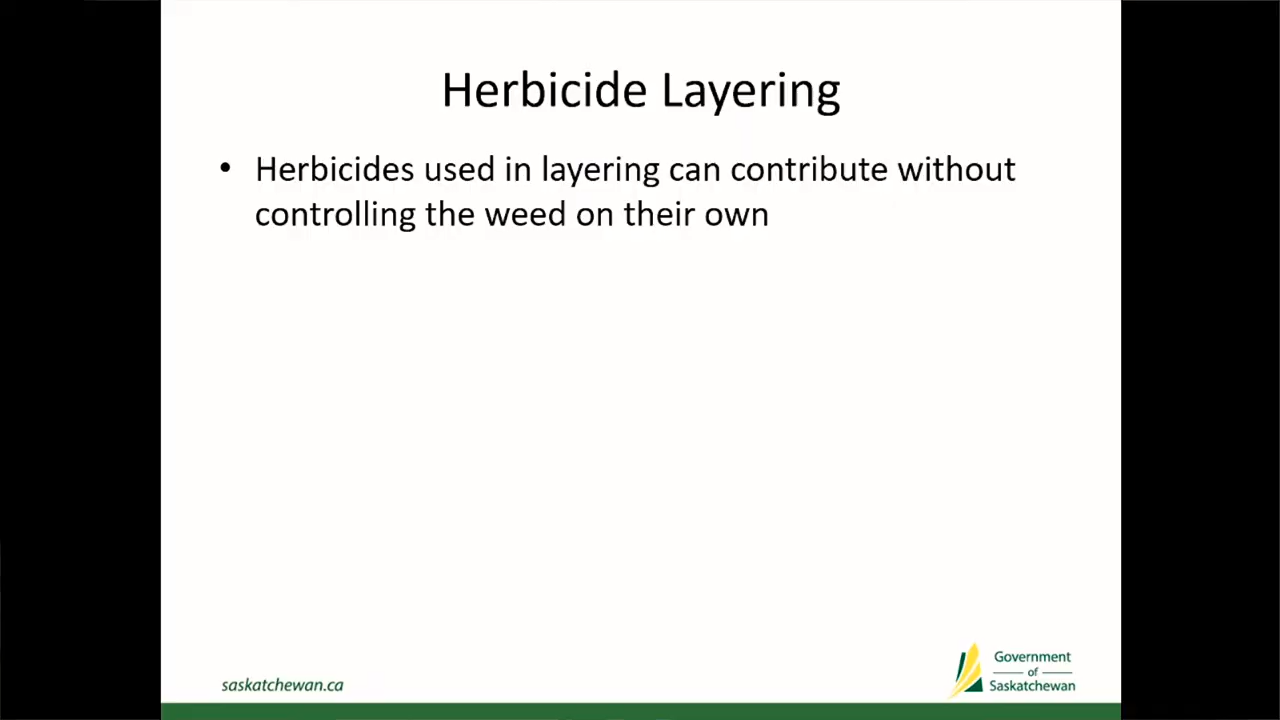 Herbicide Layering
• Herbicides used in layering can contribute without
controlling the weed on their own
saskatchewan.ca
Government
of
Saskatchewan